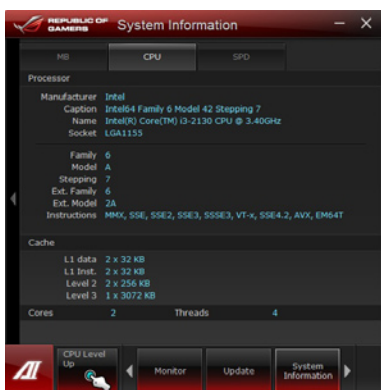 REPUBLIC OF
GAMERS
System Information
MB CPU SPD
Processor
Manufacturer Intel
Caption Intel64 Family 6 Model 42 Stepping 7
Name Intel(R) Core(TM) i3-2130 CPU @ 3.40GHz
Socket LGA1155
Family 6
Model A
Stepping 7
Ext. Family 6
Ext. Model 2A
Instructions MMX, SSE, SSE2, SSE3, SSSE3, VT-x, SSE4.2, AVX, EM64T
Cache
L1 data 2 x 32 KB
L1 Inst. 2 x 32 KB
Level 2 2 x 256 KB
Level 3 1 x 3072 KB
Cores 2 Threads 4
CPU Level
Up
Monitor
Update
System
Information